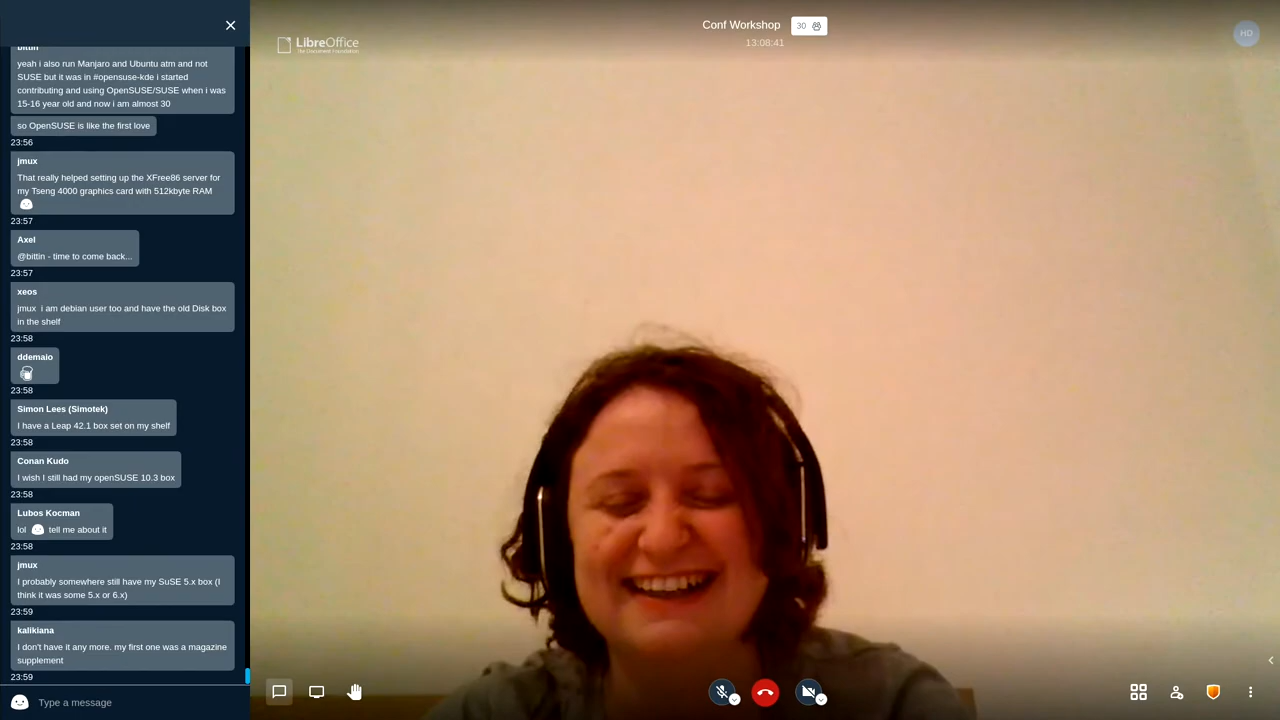 bittin
yeah i also run Manjaro and Ubuntu atm and not
SUSE but it was in #opensuse-kde i started
contributing and using OpenSUSE/SUSE when i was
15-16 year old and now i am almost 30
so OpenSUSE is like the first love
23:56
jmux
That really helped setting up the XFree86 server for
my Tseng 4000 graphics card with 512kbyte RAM
23:57
Axel
@bittin - time to come back...
23:57
xeos
jmux i am debian user too and have the old Disk box
in the shelf
23:58
ddemaio
23:58
Simon Lees (Simotek)
I have a Leap 42.1 box set on my shelf
23:58
Conan Kudo
I wish I still had my openSUSE 10.3 box
23:58
Lubos Kocman
lol tell me about it
23:58
jmux
I probably somewhere still have my SuSE 5.x box (I
think it was some 5.x or 6.x)
23:59
kalikiana
I don't have it any more. my first one was a magazine
supplement
23:59
Type a message
LibreOffice
The Document Foundation
Conf Workshop
30
13:08:41
HD